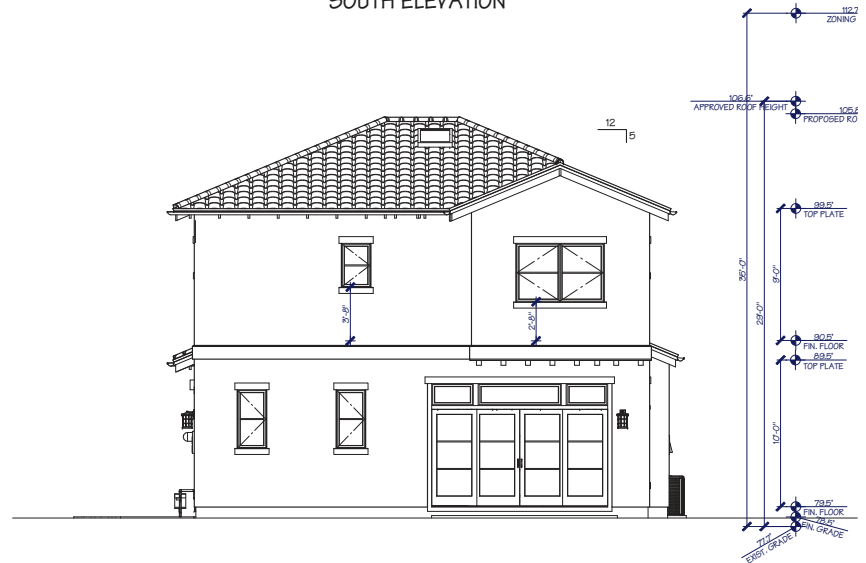 SOUTH ELEVATION
112.7
ZONING
106.6'
APPROVED ROOF HEIGHT
105.8
PROPOSED RO
12
5
99.5'
TOP PLATE
35'-0"
29'-0"
9'-0"
3'-8"
2'-8"
90.5'
FIN. FLOOR
89.5'
TOP PLATE
10'-0"
79.5'
FIN. FLOOR
78.5'
FIN. GRADE
77.7'
EXIST. GRADE